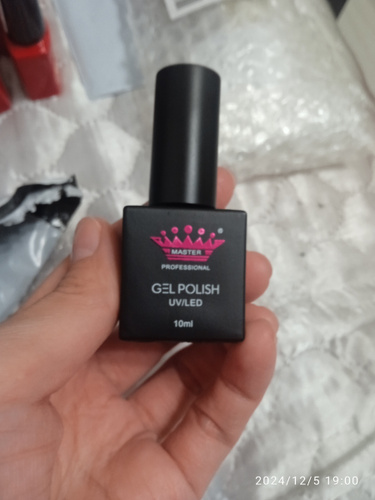 ®
MASTER
PROFESSIONAL
GEL POLISH
UV/LED
10ml
2024/12/5 19:00